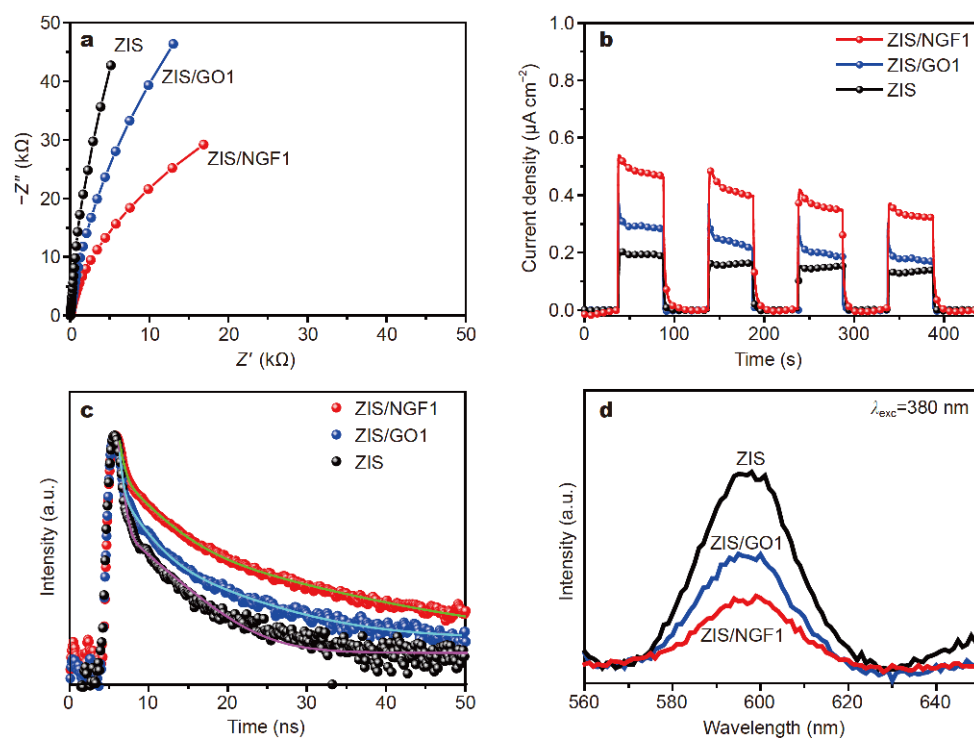 a
ZIS
ZIS/GO1
ZIS/NGF1
50
40
30
20
10
0
−Z″ (kΩ)
0 10 20 30 40 50
Z′ (kΩ)
b
ZIS/NGF1
ZIS/GO1
ZIS
1.0
0.8
0.6
0.4
0.2
0.0
Current density (μA cm⁻²)
0 100 200 300 400
Time (s)
c
ZIS/NGF1
ZIS/GO1
ZIS
Intensity (a.u.)
0 10 20 30 40 50
Time (ns)
d
λexc=380 nm
ZIS
ZIS/GO1
ZIS/NGF1
Intensity (a.u.)
560 580 600 620 640
Wavelength (nm)